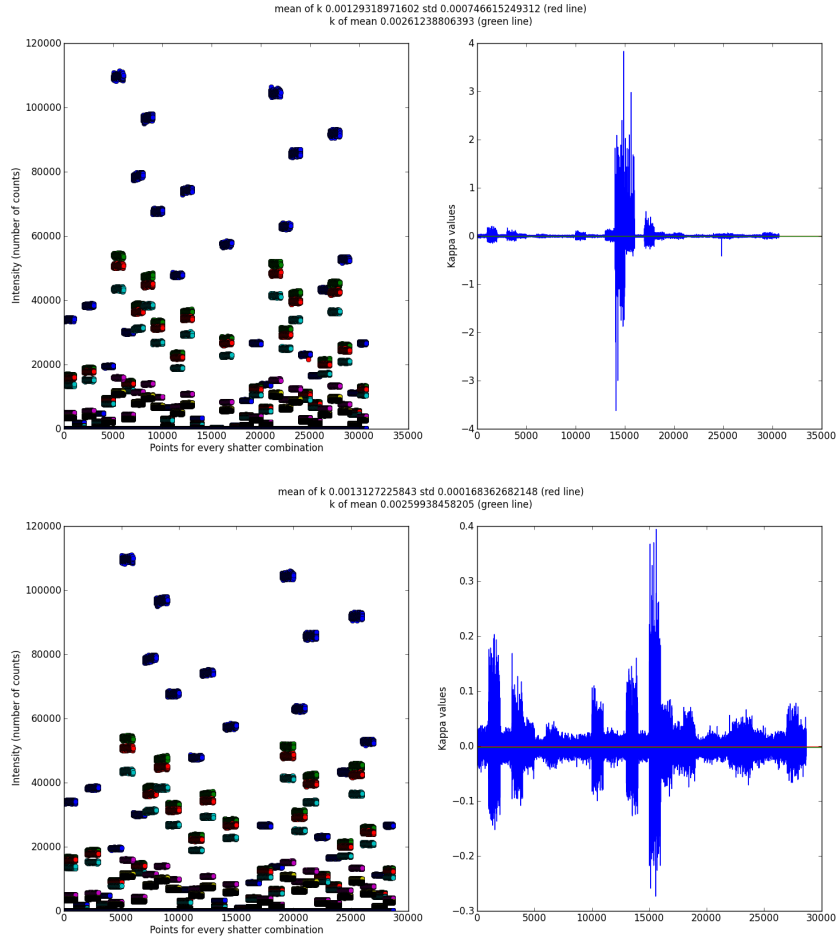 mean of k 0.00129318971602 std 0.000746615249312 (red line)
k of mean 0.00261238806393 (green line)
120000
100000
80000
60000
40000
20000
0
Intensity (number of counts)
0 5000 10000 15000 20000 25000 30000 35000
Points for every shatter combination
4
3
2
1
0
−1
−2
−3
−4
Kappa values
0 5000 10000 15000 20000 25000 30000 35000
mean of k 0.0013127225843 std 0.000168362682148 (red line)
k of mean 0.00259938458205 (green line)
120000
100000
80000
60000
40000
20000
0
Intensity (number of counts)
0 5000 10000 15000 20000 25000 30000
Points for every shatter combination
0.4
0.3
0.2
0.1
0.0
−0.1
−0.2
−0.3
Kappa values
0 5000 10000 15000 20000 25000 30000